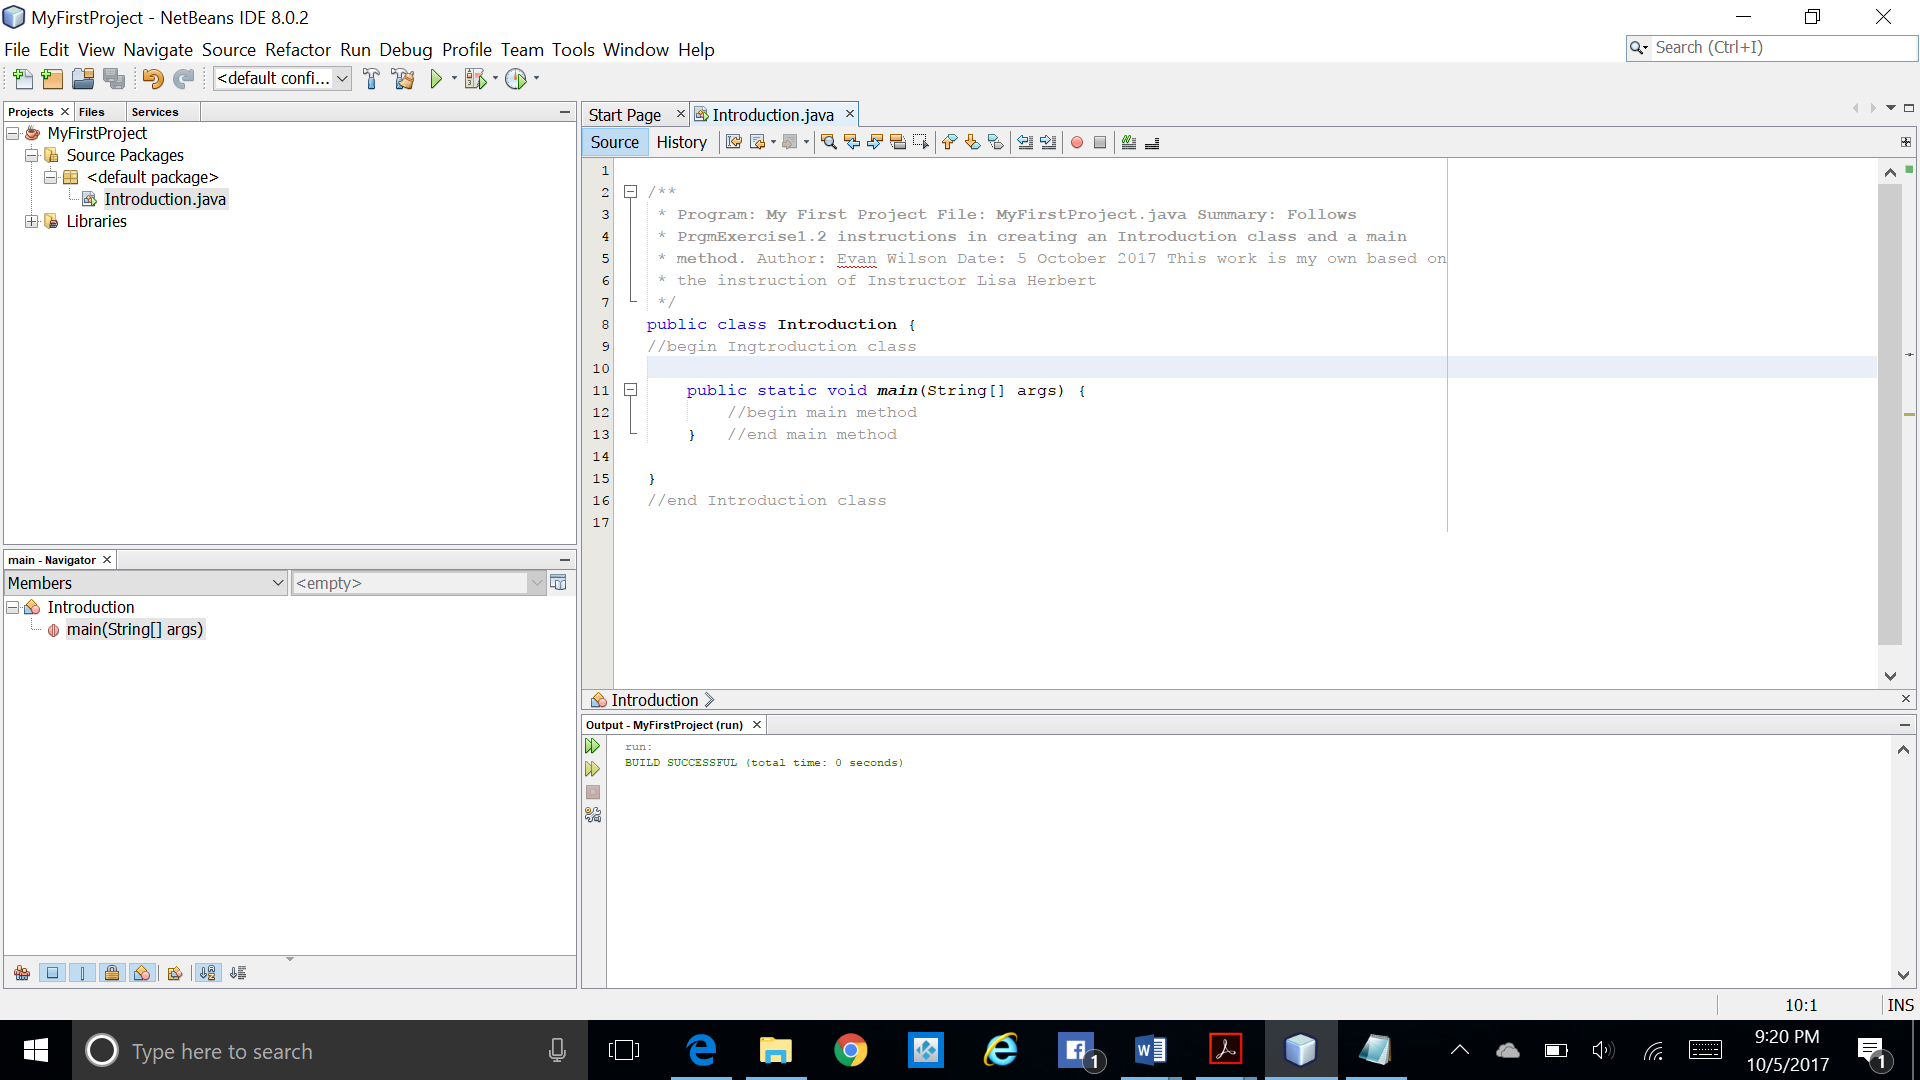 MyFirstProject - NetBeans IDE 8.0.2
File Edit View Navigate Source Refactor Run Debug Profile Team Tools Window Help
Search (Ctrl+I)
<default confi...
Projects Files Services
MyFirstProject
Source Packages
<default package>
Introduction.java
Libraries
main - Navigator
Members <empty>
Introduction
main(String[] args)
Start Page Introduction.java
Source History
1
2 /**
3 * Program: My First Project File: MyFirstProject.java Summary: Follows
4 * PrgmExercise1.2 instructions in creating an Introduction class and a main
5 * method. Author: Evan Wilson Date: 5 October 2017 This work is my own based on
6 * the instruction of Instructor Lisa Herbert
7 */
8 public class Introduction {
9 //begin Ingtroduction class
10
11 public static void main(String[] args) {
12 //begin main method
13 } //end main method
14
15 }
16 //end Introduction class
17
Introduction
Output - MyFirstProject (run)
run:
BUILD SUCCESSFUL (total time: 0 seconds)
10:1 INS
Type here to search
1
9:20 PM
10/5/2017
1